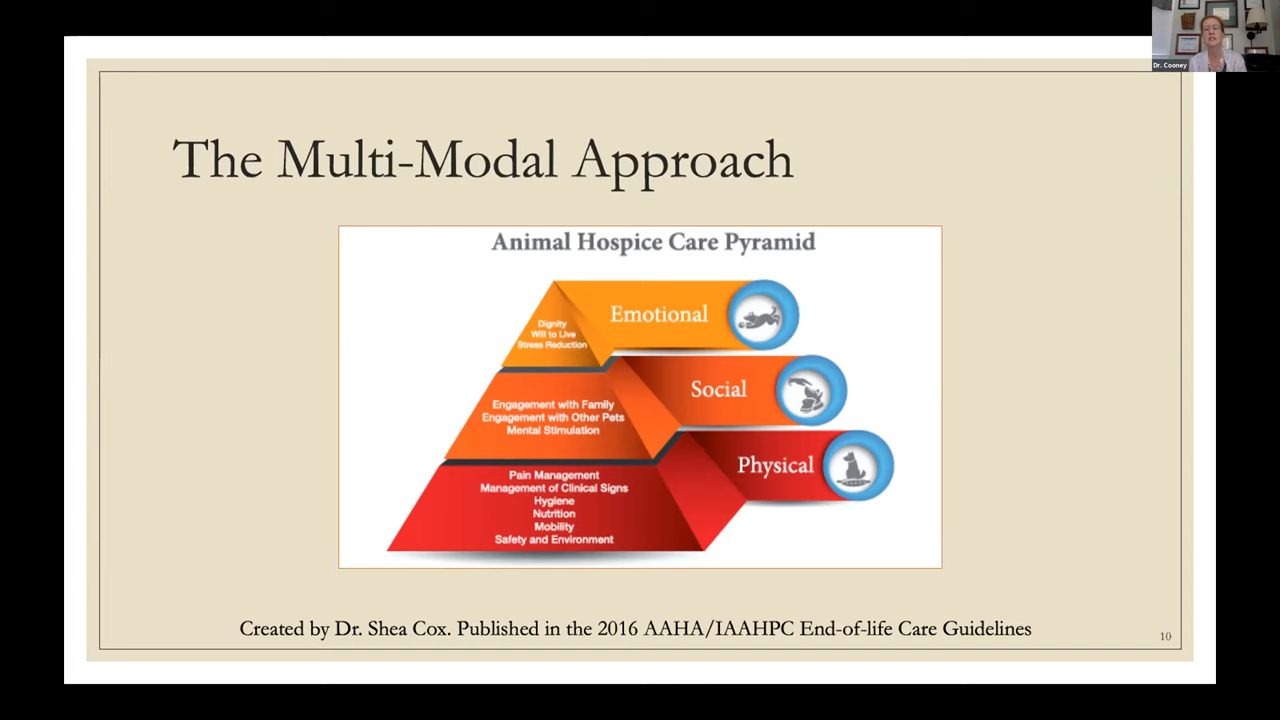 Dr. Cooney
The Multi-Modal Approach
Animal Hospice Care Pyramid
Emotional
Dignity
Will to Live
Stress Reduction
Social
Engagement with Family
Engagement with Other Pets
Mental Stimulation
Physical
Pain Management
Management of Clinical Signs
Hygiene
Nutrition
Mobility
Safety and Environment
Created by Dr. Shea Cox. Published in the 2016 AAHA/IAAHPC End-of-life Care Guidelines
10